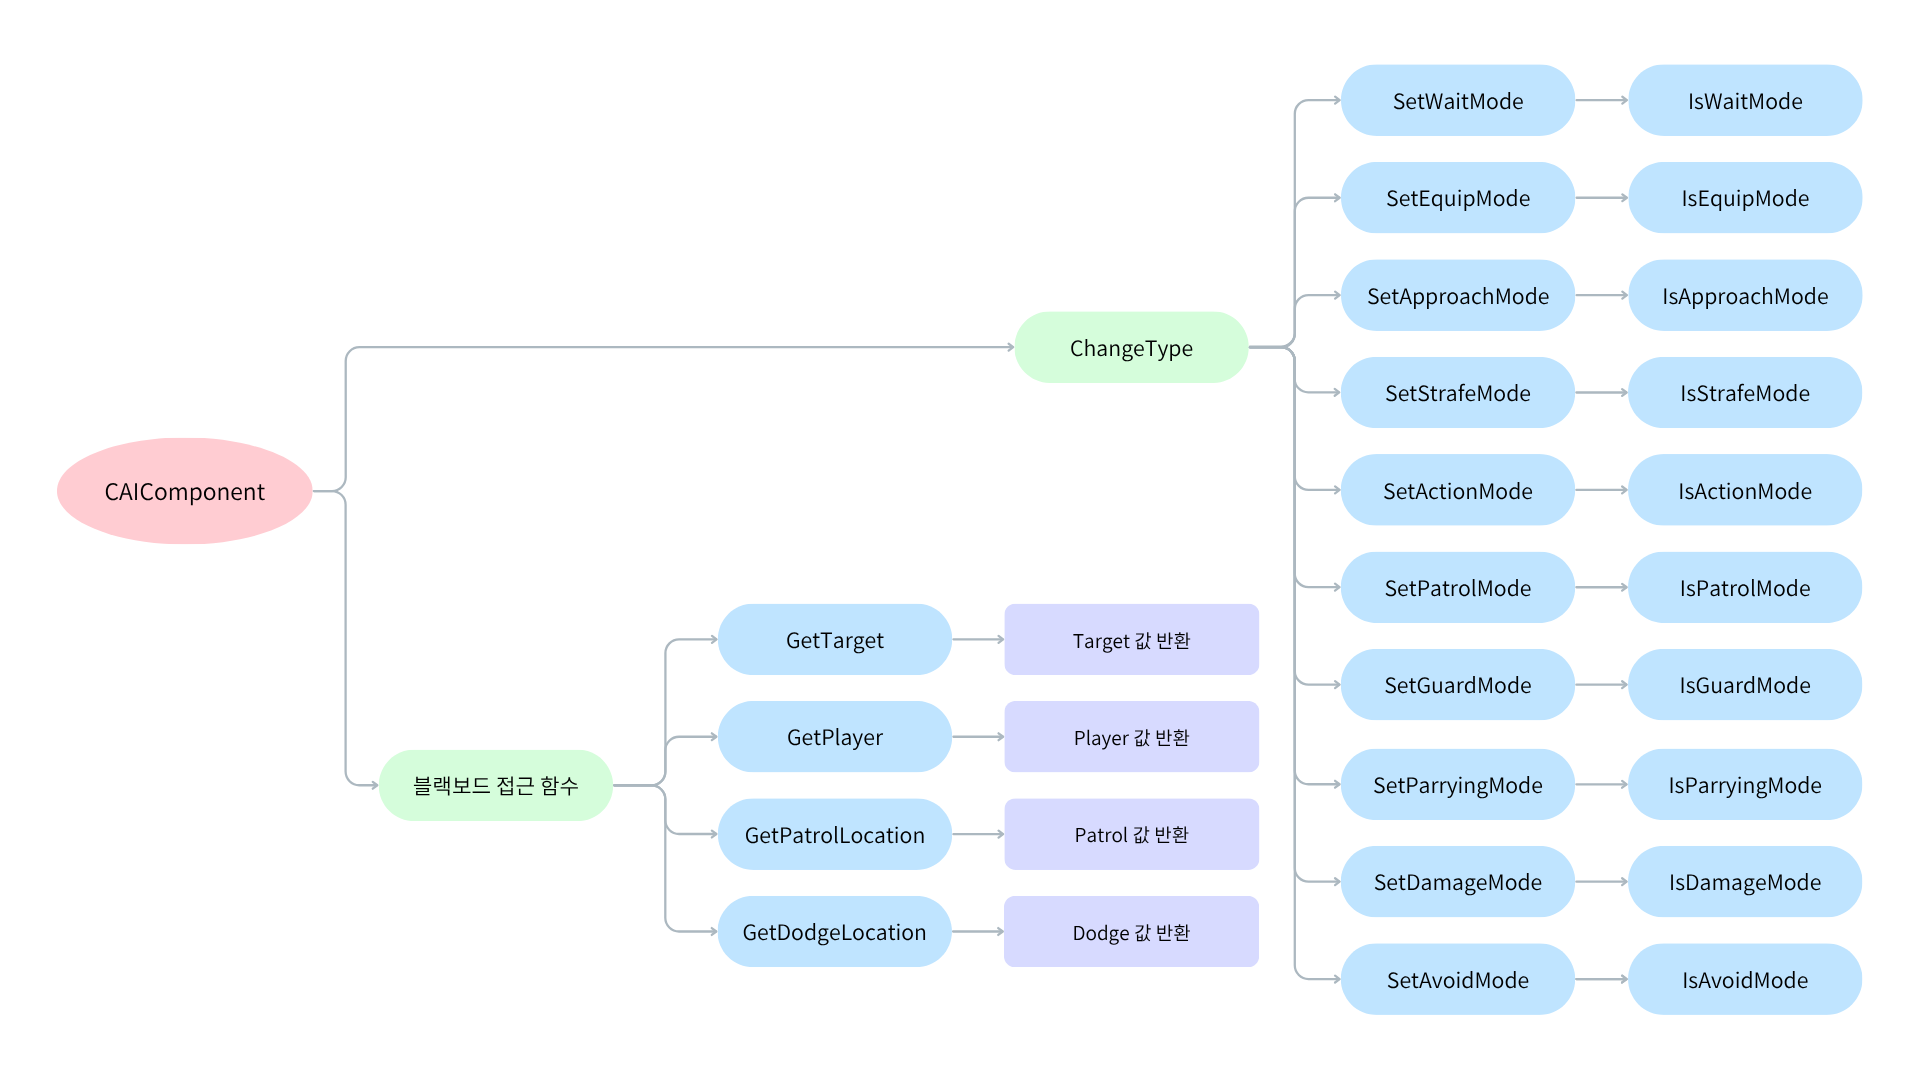 CAIComponent
ChangeType
SetWaitMode
IsWaitMode
SetEquipMode
IsEquipMode
SetApproachMode
IsApproachMode
SetStrafeMode
IsStrafeMode
SetActionMode
IsActionMode
SetPatrolMode
IsPatrolMode
SetGuardMode
IsGuardMode
SetParryingMode
IsParryingMode
SetDamageMode
IsDamageMode
SetAvoidMode
IsAvoidMode
블랙보드 접근 함수
GetTarget
Target 값 반환
GetPlayer
Player 값 반환
GetPatrolLocation
Patrol 값 반환
GetDodgeLocation
Dodge 값 반환